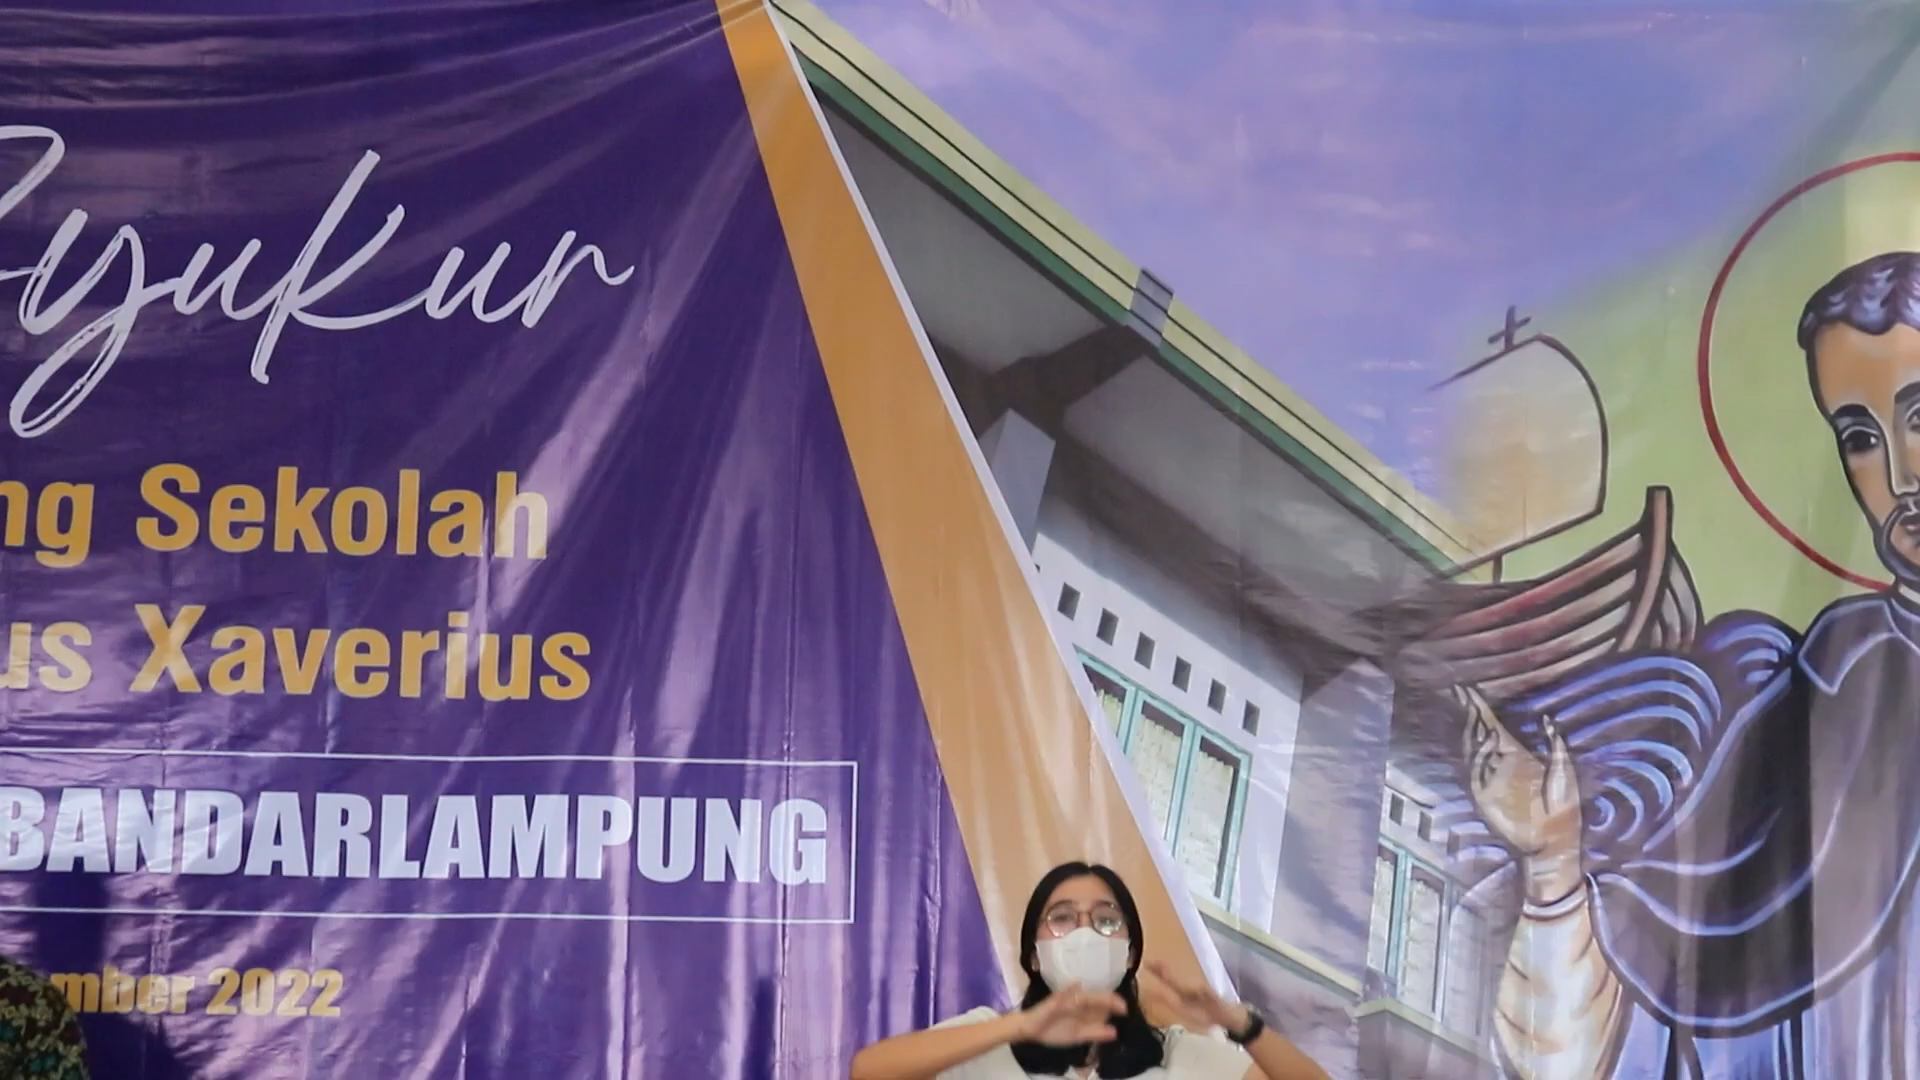 Syukur
ng Sekolah
us Xaverius
BANDARLAMPUNG
mber 2022